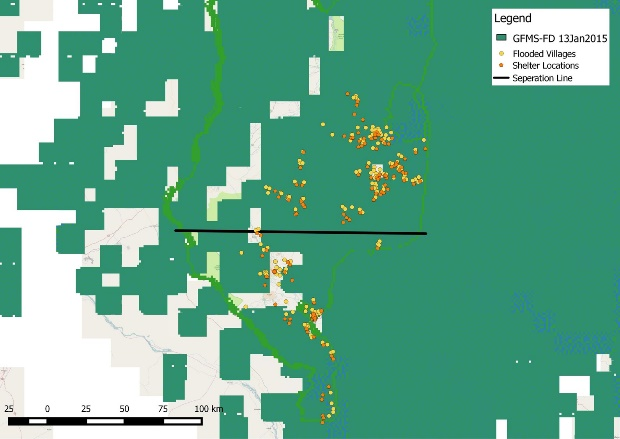 Legend
GFMS-FD 13Jan2015
Flooded Villages
Shelter Locations
Seperation Line
25 0 25 50 75 100 km